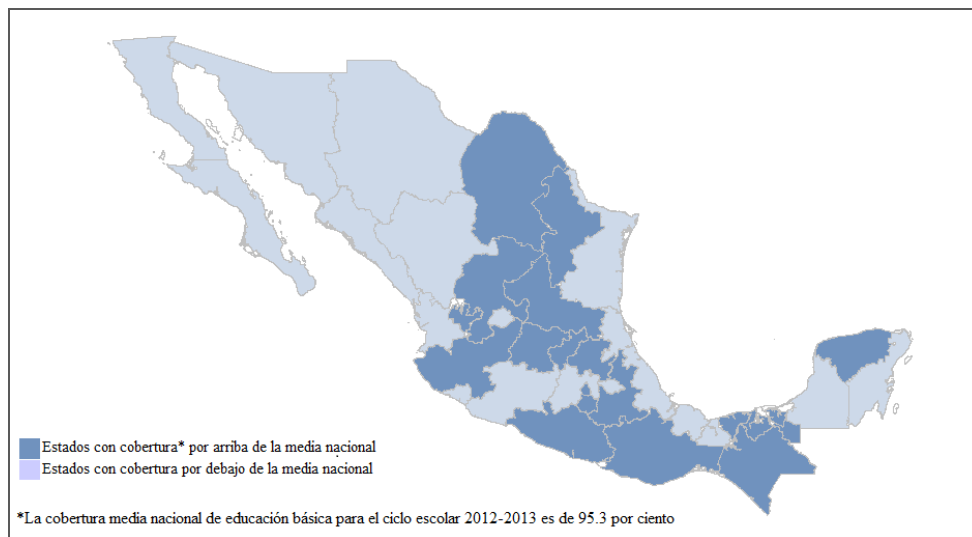 Estados con cobertura* por arriba de la media nacional
Estados con cobertura por debajo de la media nacional
*La cobertura media nacional de educación básica para el ciclo escolar 2012-2013 es de 95.3 por ciento